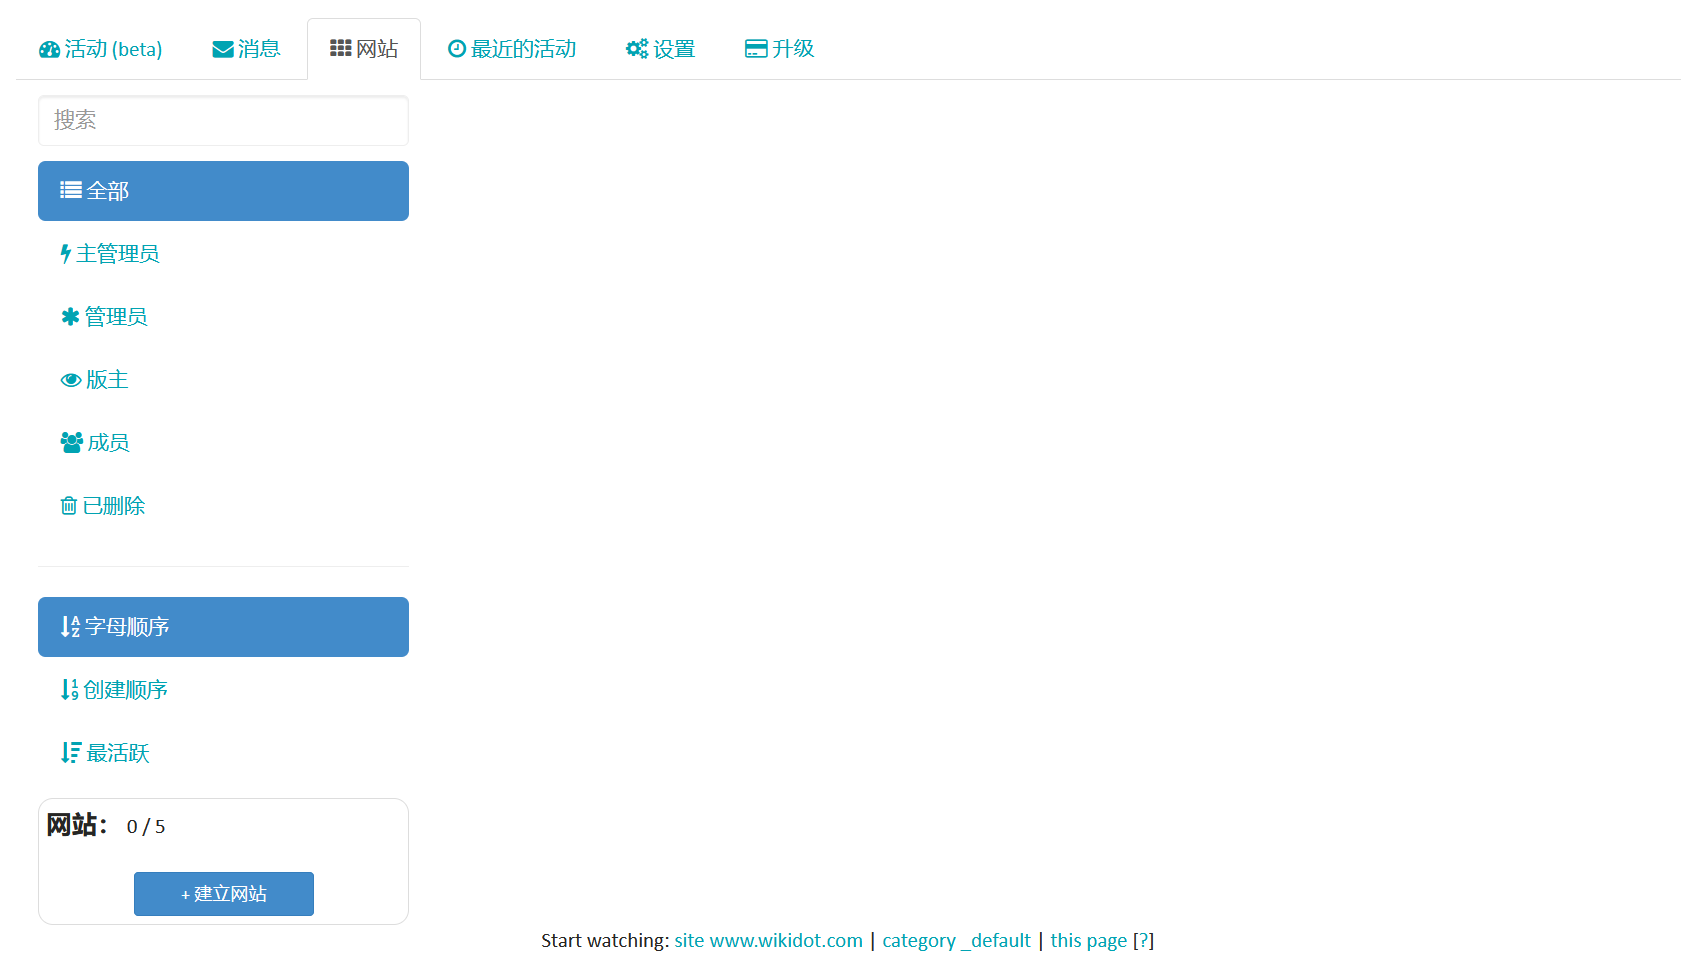 活动 (beta) 消息 网站 最近的活动 设置 升级
搜索
全部
主管理员
管理员
版主
成员
已删除
字母顺序
创建顺序
最活跃
网站： 0 / 5
+ 建立网站
Start watching: site www.wikidot.com | category _default | this page [?]